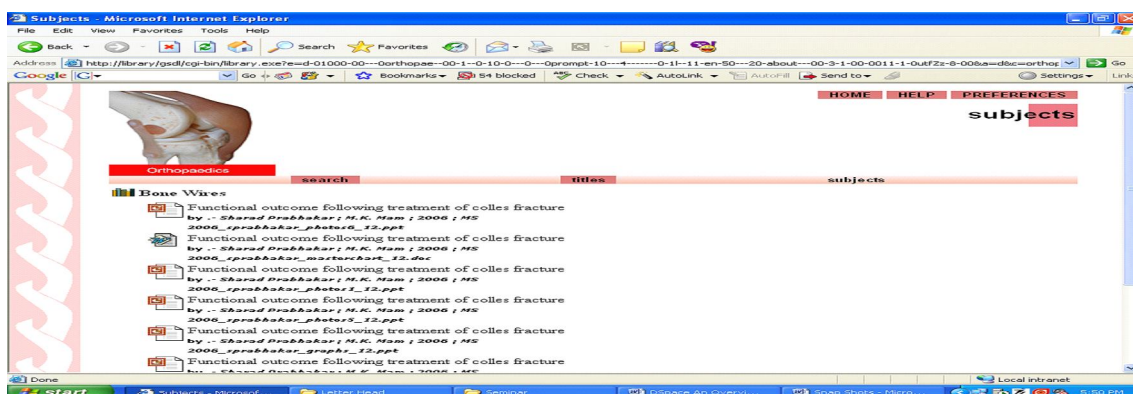 Subjects - Microsoft Internet Explorer
File Edit View Favorites Tools Help
Back Search Favorites
Address http://library/gsdl/cgi-bin/library.exe?e=d-01000-00---0orthopae--00-1--0-10-0---0---0prompt-10---4-------0-1l--11-en-50---20-about---00-3-1-00-0011-1-0utfZz-8-00&a=d&c=orthop Go
Google G Go Bookmarks 54 blocked Check AutoLink AutoFill Send to Settings Link
HOME HELP PREFERENCES
subjects
Orthopaedics
search titles subjects
Bone Wires
Functional outcome following treatment of colles fracture
by .- Sharad Prabhakar ; M.K. Mam ; 2006 ; MS
2006_sprabhakar_photos6_12.ppt
Functional outcome following treatment of colles fracture
by .- Sharad Prabhakar ; M.K. Mam ; 2006 ; MS
2006_sprabhakar_masterchart_12.doc
Functional outcome following treatment of colles fracture
by .- Sharad Prabhakar ; M.K. Mam ; 2006 ; MS
2006_sprabhakar_photos1_12.ppt
Functional outcome following treatment of colles fracture
by .- Sharad Prabhakar ; M.K. Mam ; 2006 ; MS
2006_sprabhakar_photos5_12.ppt
Functional outcome following treatment of colles fracture
by .- Sharad Prabhakar ; M.K. Mam ; 2006 ; MS
2006_sprabhakar_graphs_12.ppt
Functional outcome following treatment of colles fracture
by .- Sharad Prabhakar ; M.K. Mam ; 2006 ; MS
Done Local intranet
start Subjects - Microsof... Letter Head Seminar DSpace An Overv... Snap Shots - Micro... 5:50 PM